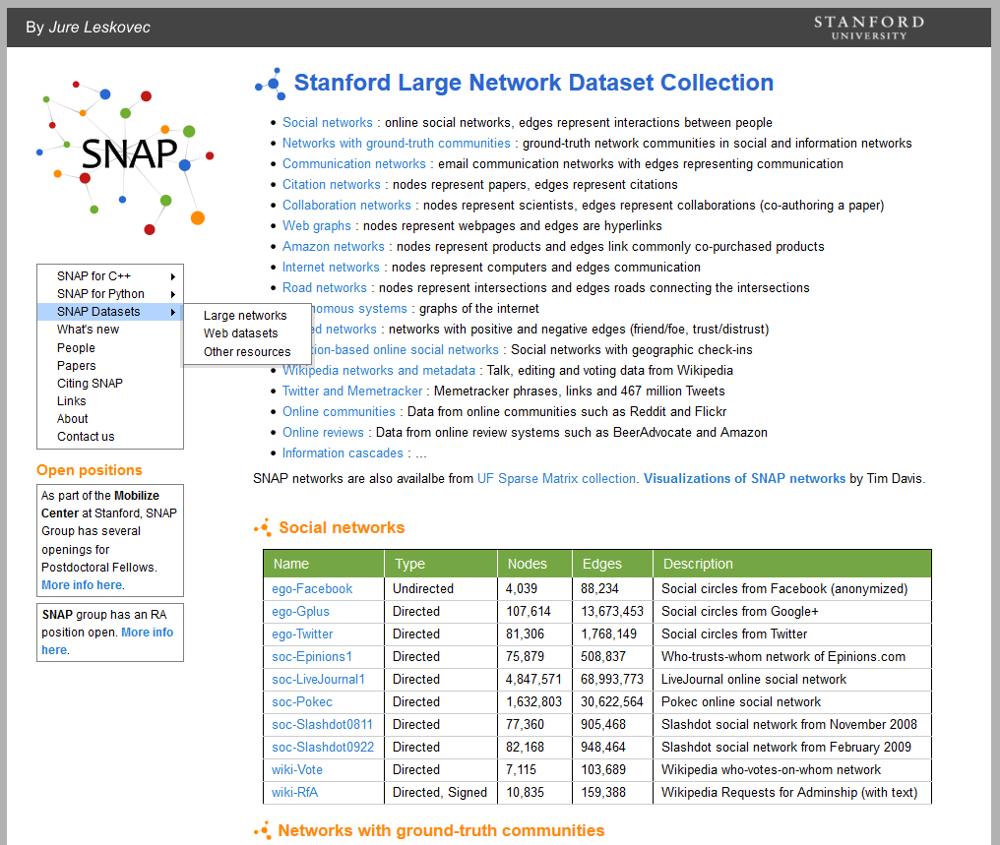 By Jure Leskovec
STANFORD
UNIVERSITY
SNAP
SNAP for C++
SNAP for Python
SNAP Datasets
What's new
People
Papers
Citing SNAP
Links
About
Contact us
Large networks
Web datasets
Other resources
Open positions
As part of the Mobilize
Center at Stanford, SNAP
Group has several
openings for
Postdoctoral Fellows.
More info here.
SNAP group has an RA
position open. More info
here.
Stanford Large Network Dataset Collection
Social networks : online social networks, edges represent interactions between people
Networks with ground-truth communities : ground-truth network communities in social and information networks
Communication networks : email communication networks with edges representing communication
Citation networks : nodes represent papers, edges represent citations
Collaboration networks : nodes represent scientists, edges represent collaborations (co-authoring a paper)
Web graphs : nodes represent webpages and edges are hyperlinks
Amazon networks : nodes represent products and edges link commonly co-purchased products
Internet networks : nodes represent computers and edges communication
Road networks : nodes represent intersections and edges roads connecting the intersections
systems : graphs of the internet
networks : networks with positive and negative edges (friend/foe, trust/distrust)
-based online social networks : Social networks with geographic check-ins
Wikipedia networks and metadata : Talk, editing and voting data from Wikipedia
Twitter and Memetracker : Memetracker phrases, links and 467 million Tweets
Online communities : Data from online communities such as Reddit and Flickr
Online reviews : Data from online review systems such as BeerAdvocate and Amazon
Information cascades : ...
SNAP networks are also availalbe from UF Sparse Matrix collection. Visualizations of SNAP networks by Tim Davis.
Social networks
Name Type Nodes Edges Description
ego-Facebook Undirected 4,039 88,234 Social circles from Facebook (anonymized)
ego-Gplus Directed 107,614 13,673,453 Social circles from Google+
ego-Twitter Directed 81,306 1,768,149 Social circles from Twitter
soc-Epinions1 Directed 75,879 508,837 Who-trusts-whom network of Epinions.com
soc-LiveJournal1 Directed 4,847,571 68,993,773 LiveJournal online social network
soc-Pokec Directed 1,632,803 30,622,564 Pokec online social network
soc-Slashdot0811 Directed 77,360 905,468 Slashdot social network from November 2008
soc-Slashdot0922 Directed 82,168 948,464 Slashdot social network from February 2009
wiki-Vote Directed 7,115 103,689 Wikipedia who-votes-on-whom network
wiki-RfA Directed, Signed 10,835 159,388 Wikipedia Requests for Adminship (with text)
Networks with ground-truth communities